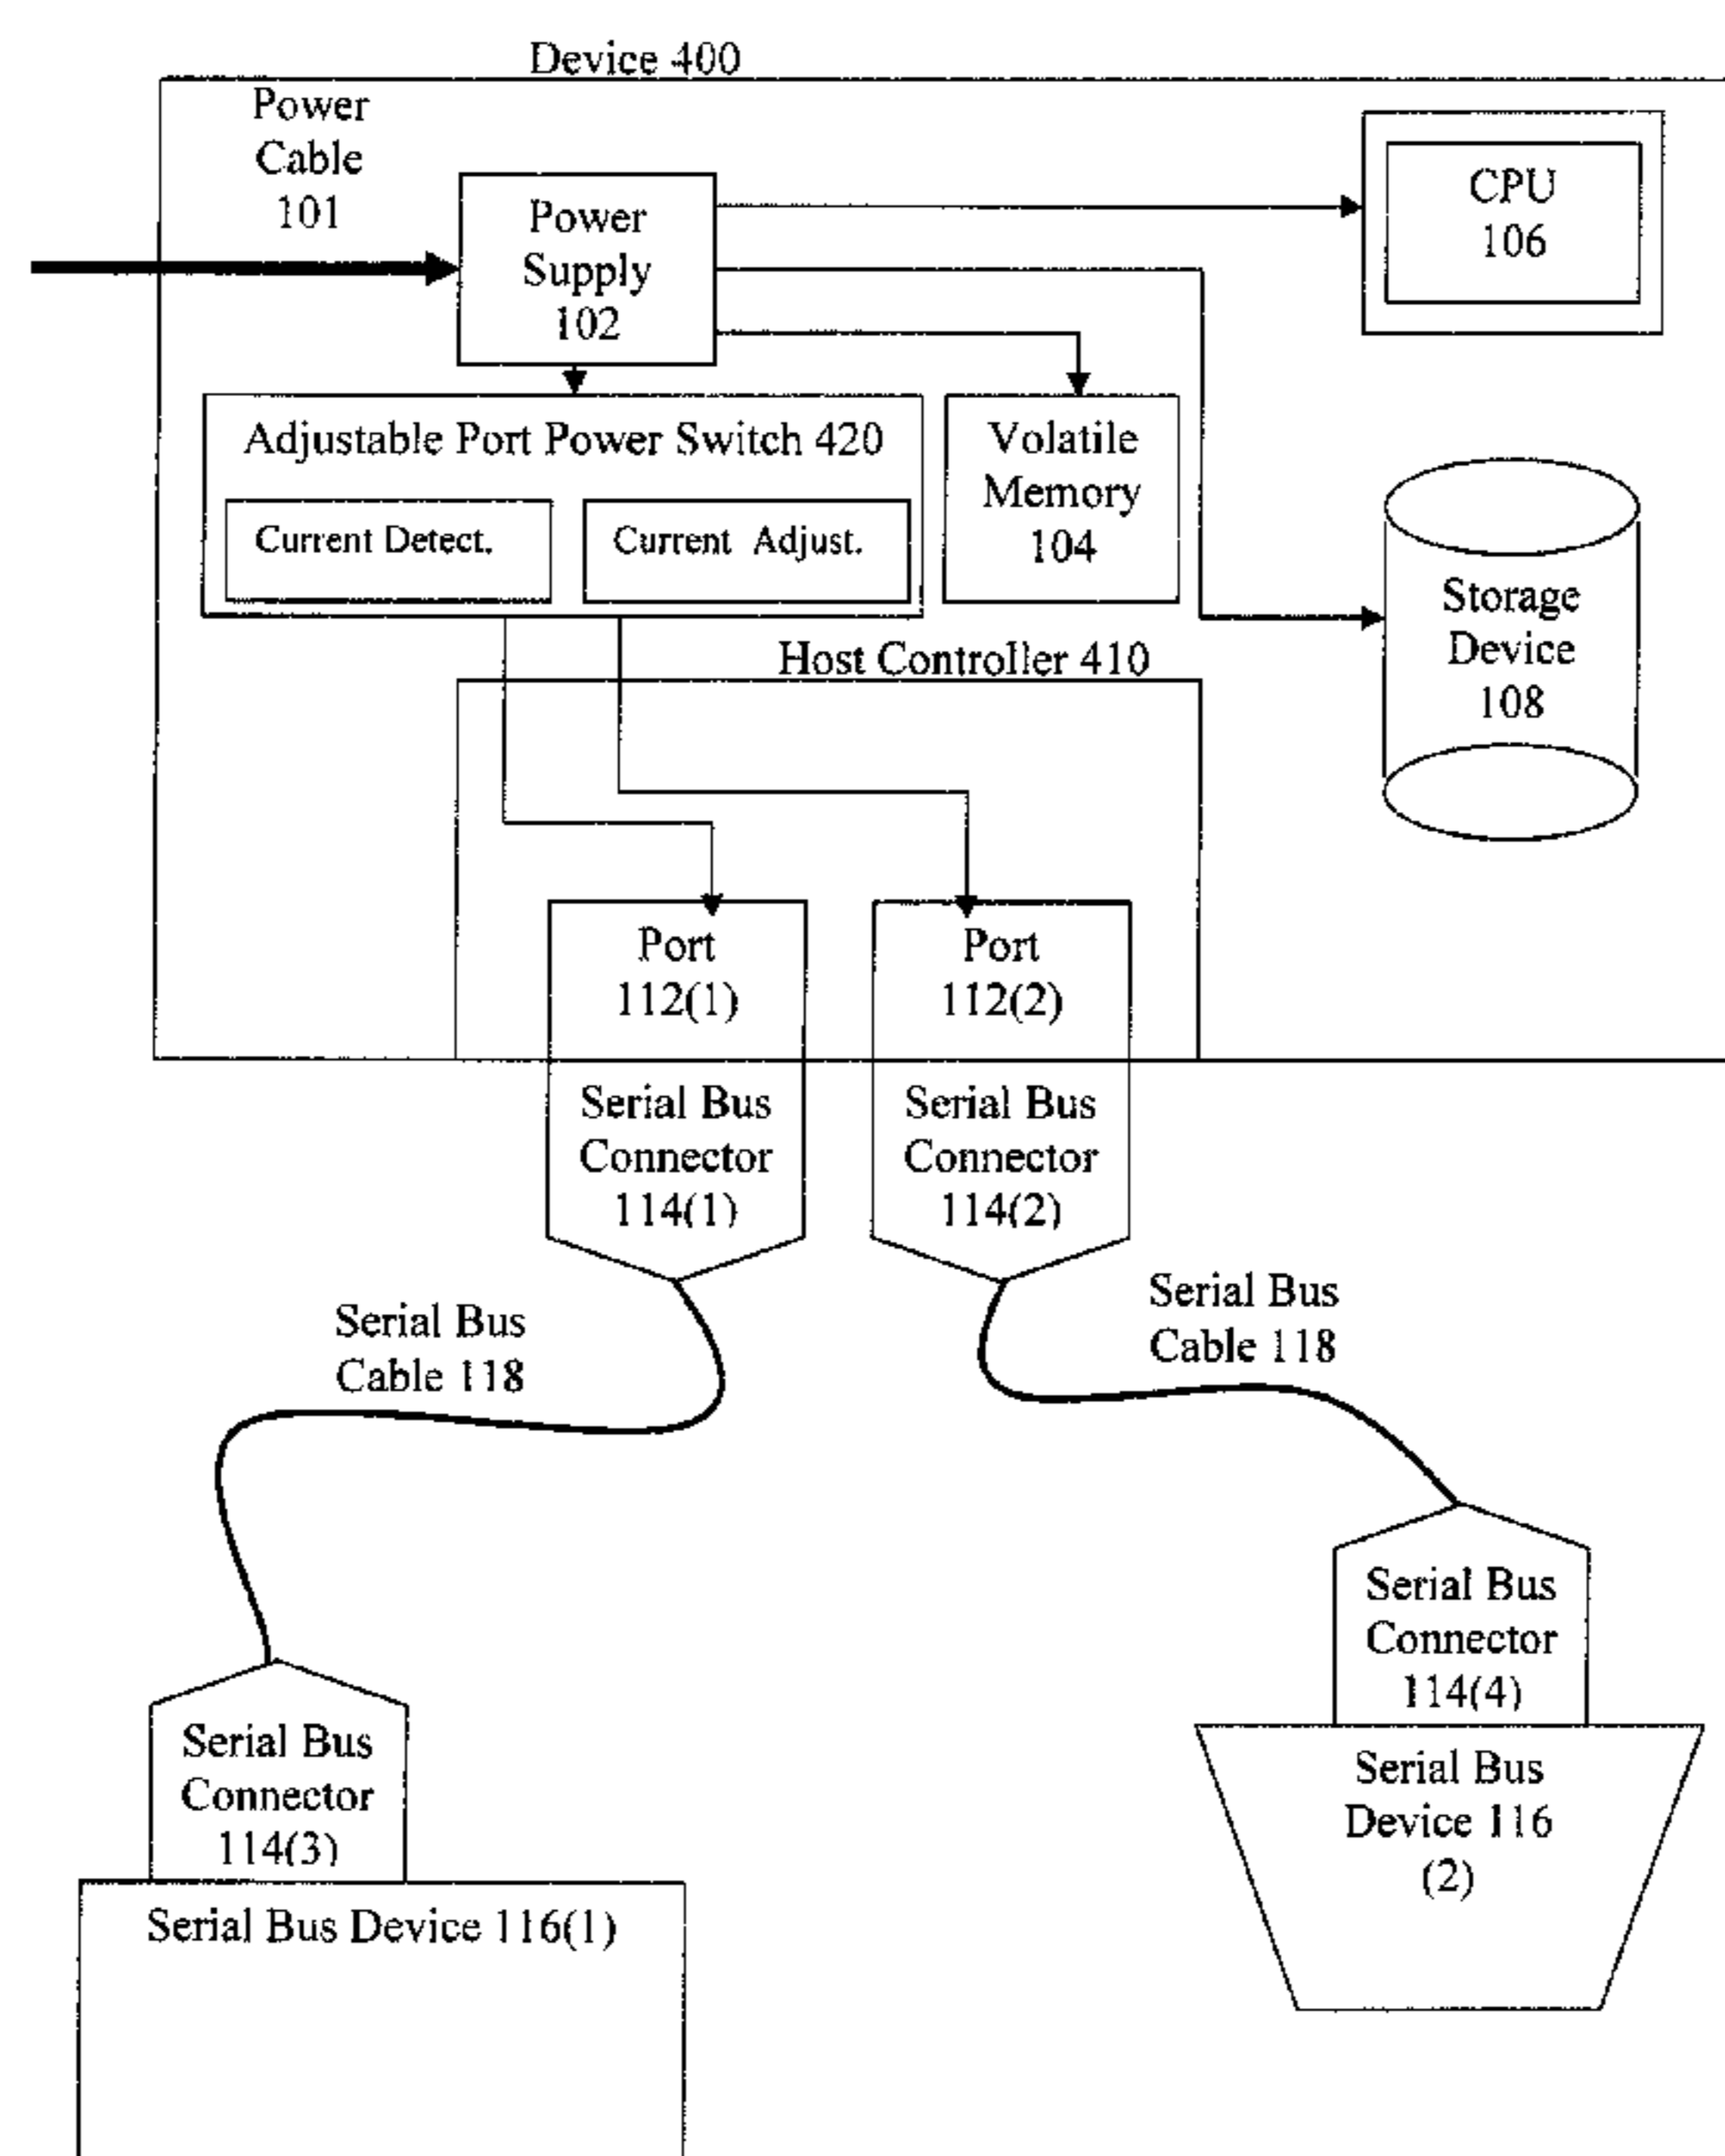 Device 400
Power
Cable
101
Power
Supply
102
CPU
106
Adjustable Port Power Switch 420
Current Detect.
Current Adjust.
Volatile
Memory
104
Storage
Device
108
Host Controller 410
Port
112(1)
Port
112(2)
Serial Bus
Connector
114(1)
Serial Bus
Connector
114(2)
Serial Bus
Cable 118
Serial Bus
Cable 118
Serial Bus
Connector
114(3)
Serial Bus Device 116(1)
Serial Bus
Connector
114(4)
Serial Bus
Device 116
(2)